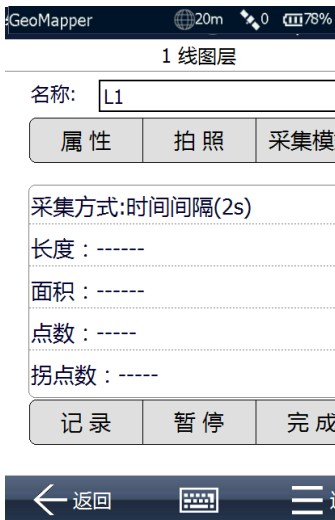 GeoMapper 20m 0 78%
1 线图层
名称: L1
属 性 拍 照 采集模
采集方式:时间间隔(2s)
长度：------
面积：------
点数：-----
拐点数：-----
记 录 暂 停 完 成
返回